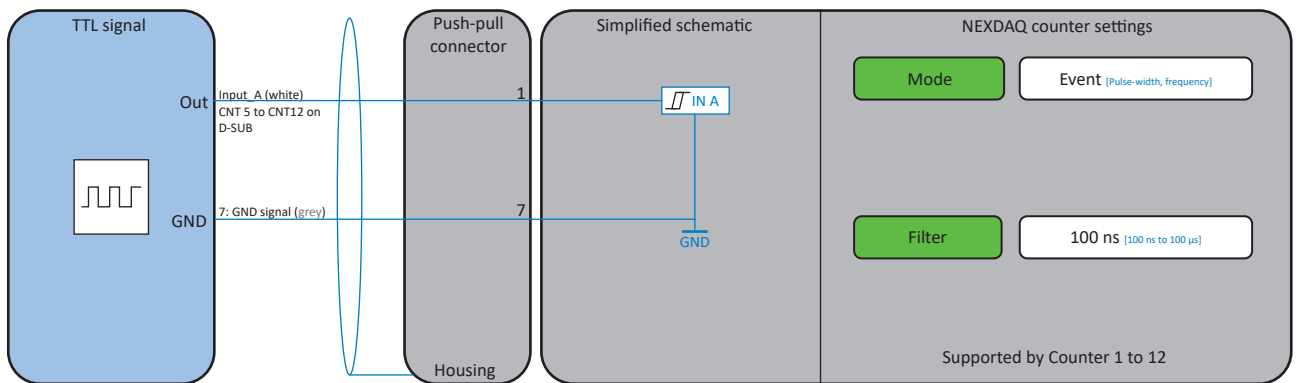 TTL signal
Out
GND
Input_A (white)
CNT 5 to CNT12 on
D-SUB
7: GND signal (grey)
Push-pull
connector
1
7
Housing
Simplified schematic
IN A
GND
NEXDAQ counter settings
Mode
Event [Pulse-width, frequency]
Filter
100 ns [100 ns to 100 µs]
Supported by Counter 1 to 12